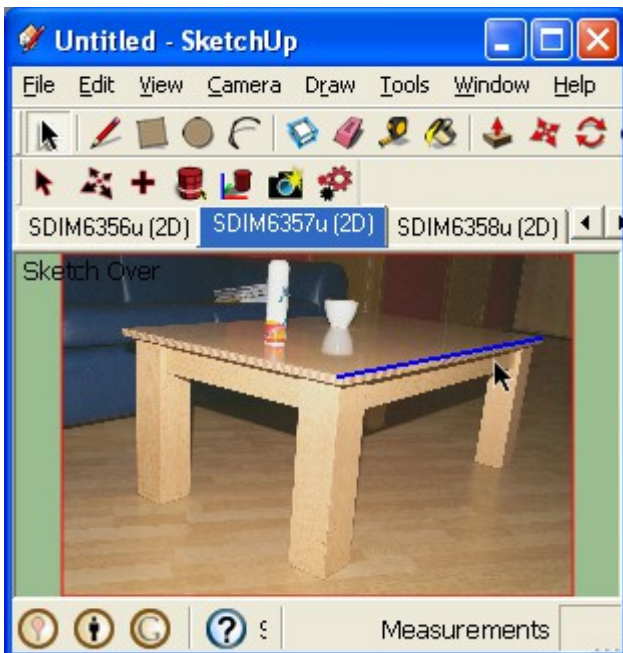 Untitled - SketchUp
File Edit View Camera Draw Tools Window Help
SDIM6356u (2D) SDIM6357u (2D) SDIM6358u (2D)
Sketch Over
Measurements